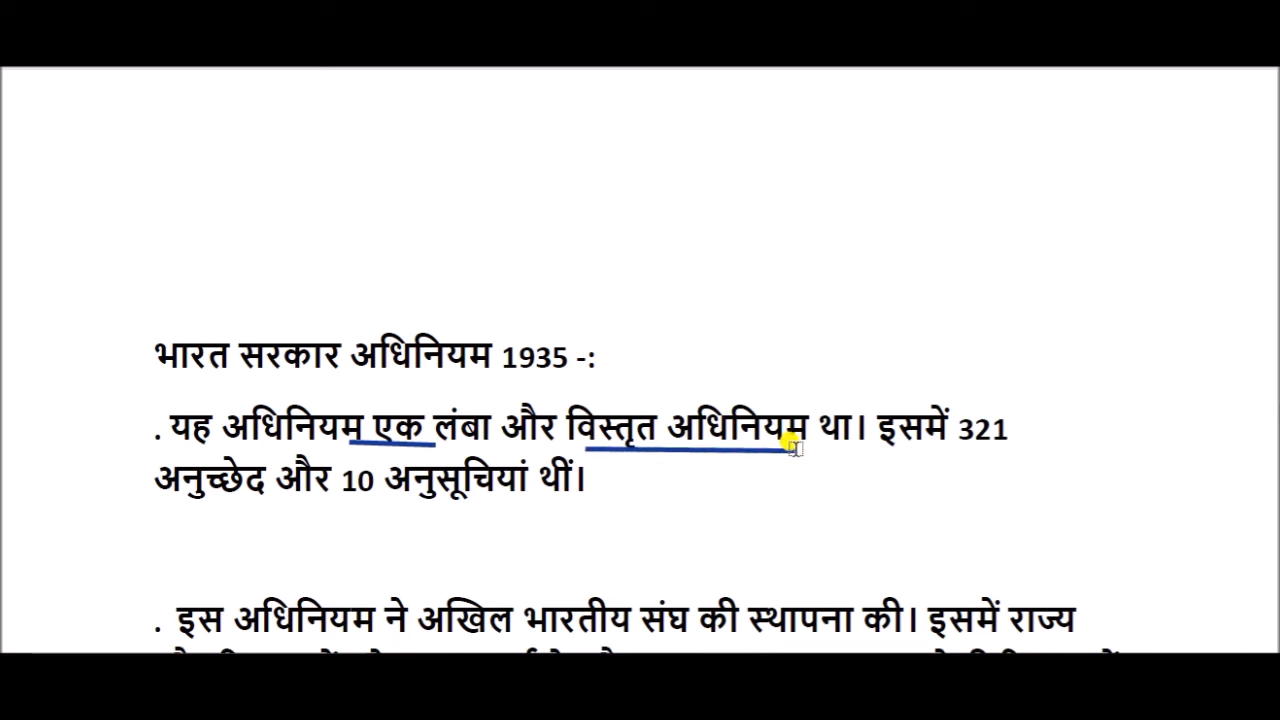 भारत सरकार अधिनियम 1935 -:
. यह अधिनियम एक लंबा और विस्तृत अधिनियम था। इसमें 321
अनुच्छेद और 10 अनुसूचियां थीं।
. इस अधिनियम ने अखिल भारतीय संघ की स्थापना की। इसमें राज्य